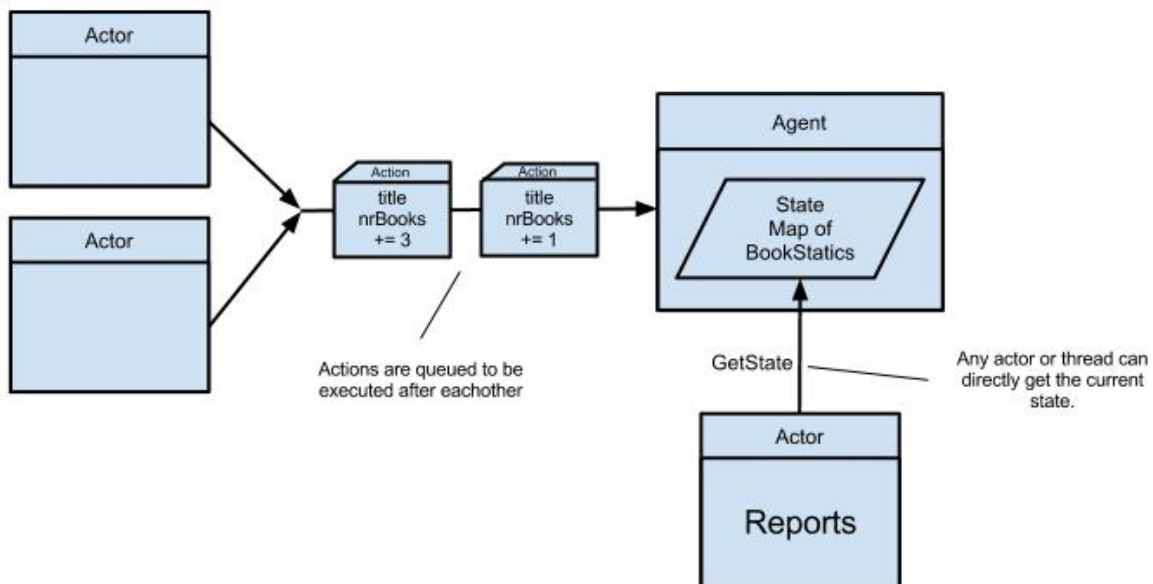 Actor
Actor
Action
title
nrBooks
+= 3
Action
title
nrBooks
+= 1
Actions are queued to be
executed after eachother
Agent
State
Map of
BookStatics
GetState
Any actor or thread can
directly get the current
state.
Actor
Reports